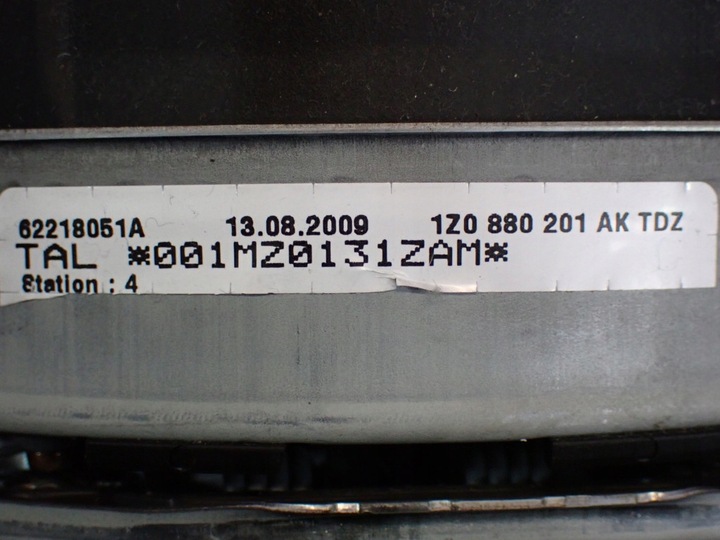 62218051A 13.08.2009 1Z0 880 201 AK TDZ
TAL *001MZ0131ZAM*
Station : 4